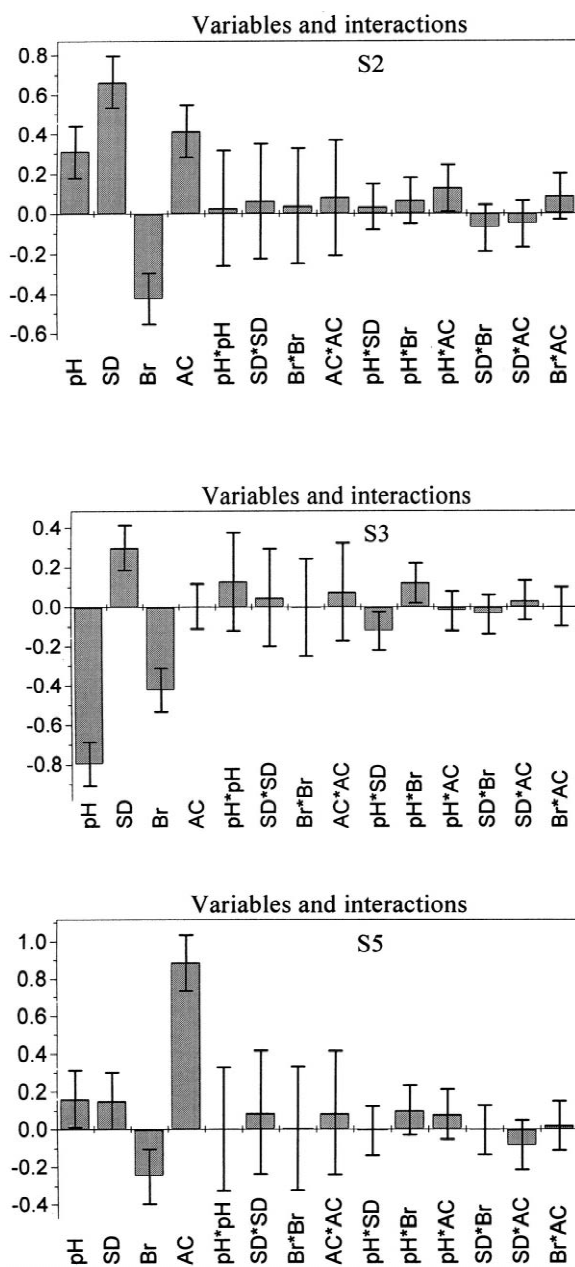 Variables and interactions
S2
0.8
0.6
0.4
0.2
0.0
-0.2
-0.4
-0.6
pH SD Br AC pH*pH SD*SD Br*Br AC*AC pH*SD pH*Br pH*AC SD*Br SD*AC Br*AC
Variables and interactions
S3
0.4
0.2
0.0
-0.2
-0.4
-0.6
-0.8
pH SD Br AC pH*pH SD*SD Br*Br AC*AC pH*SD pH*Br pH*AC SD*Br SD*AC Br*AC
Variables and interactions
S5
1.0
0.8
0.6
0.4
0.2
0.0
-0.2
-0.4
pH SD Br AC pH*pH SD*SD Br*Br AC*AC pH*SD pH*Br pH*AC SD*Br SD*AC Br*AC